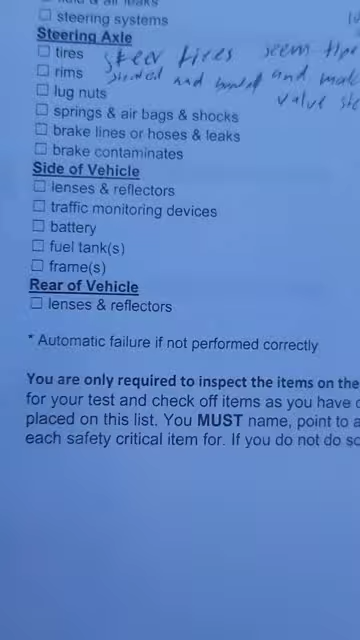 steering systems
Steering Axle
tires steer tires seem
rims and and
lug nuts value
springs & air bags & shocks
brake lines or hoses & leaks
brake contaminates
Side of Vehicle
lenses & reflectors
traffic monitoring devices
battery
fuel tank(s)
frame(s)
Rear of Vehicle
lenses & reflectors
* Automatic failure if not performed correctly
You are only required to inspect the items on the
for your test and check off items as you have
placed on this list. You MUST name, point to
each safety critical item for. If you do not do